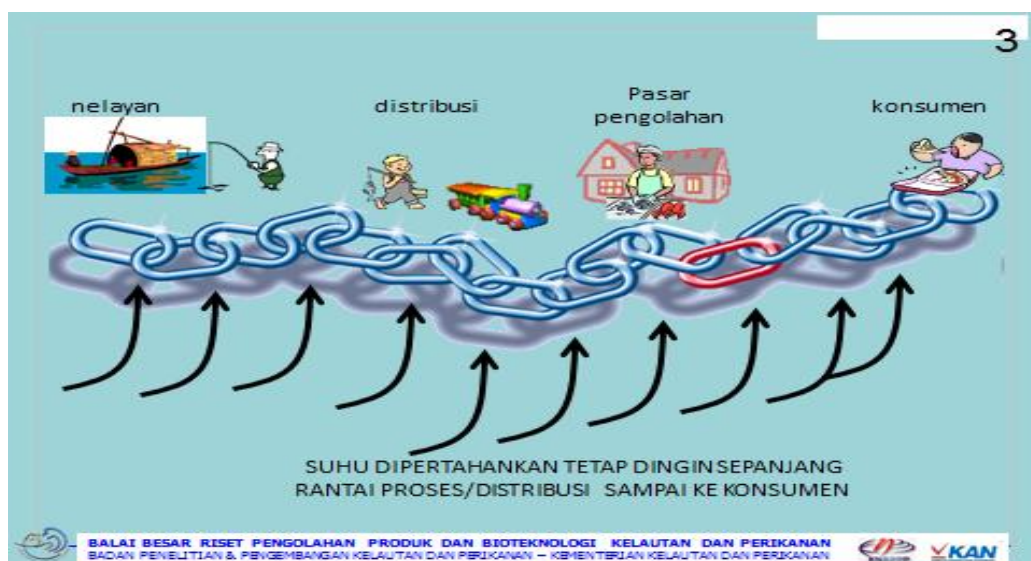 3
nelayan
distribusi
Pasar
pengolahan
konsumen
SUHU DIPERTAHANKAN TETAP DINGIN SEPANJANG
RANTAI PROSES/DISTRIBUSI SAMPAI KE KONSUMEN
BALAI BESAR RISET PENGOLAHAN PRODUK DAN BIOTEKNOLOGI KELAUTAN DAN PERIKANAN
BADAN PENELITIAN & PENGEMBANGAN KELAUTAN DAN PERIKANAN – KEMENTERIAN KELAUTAN DAN PERIKANAN
KAN